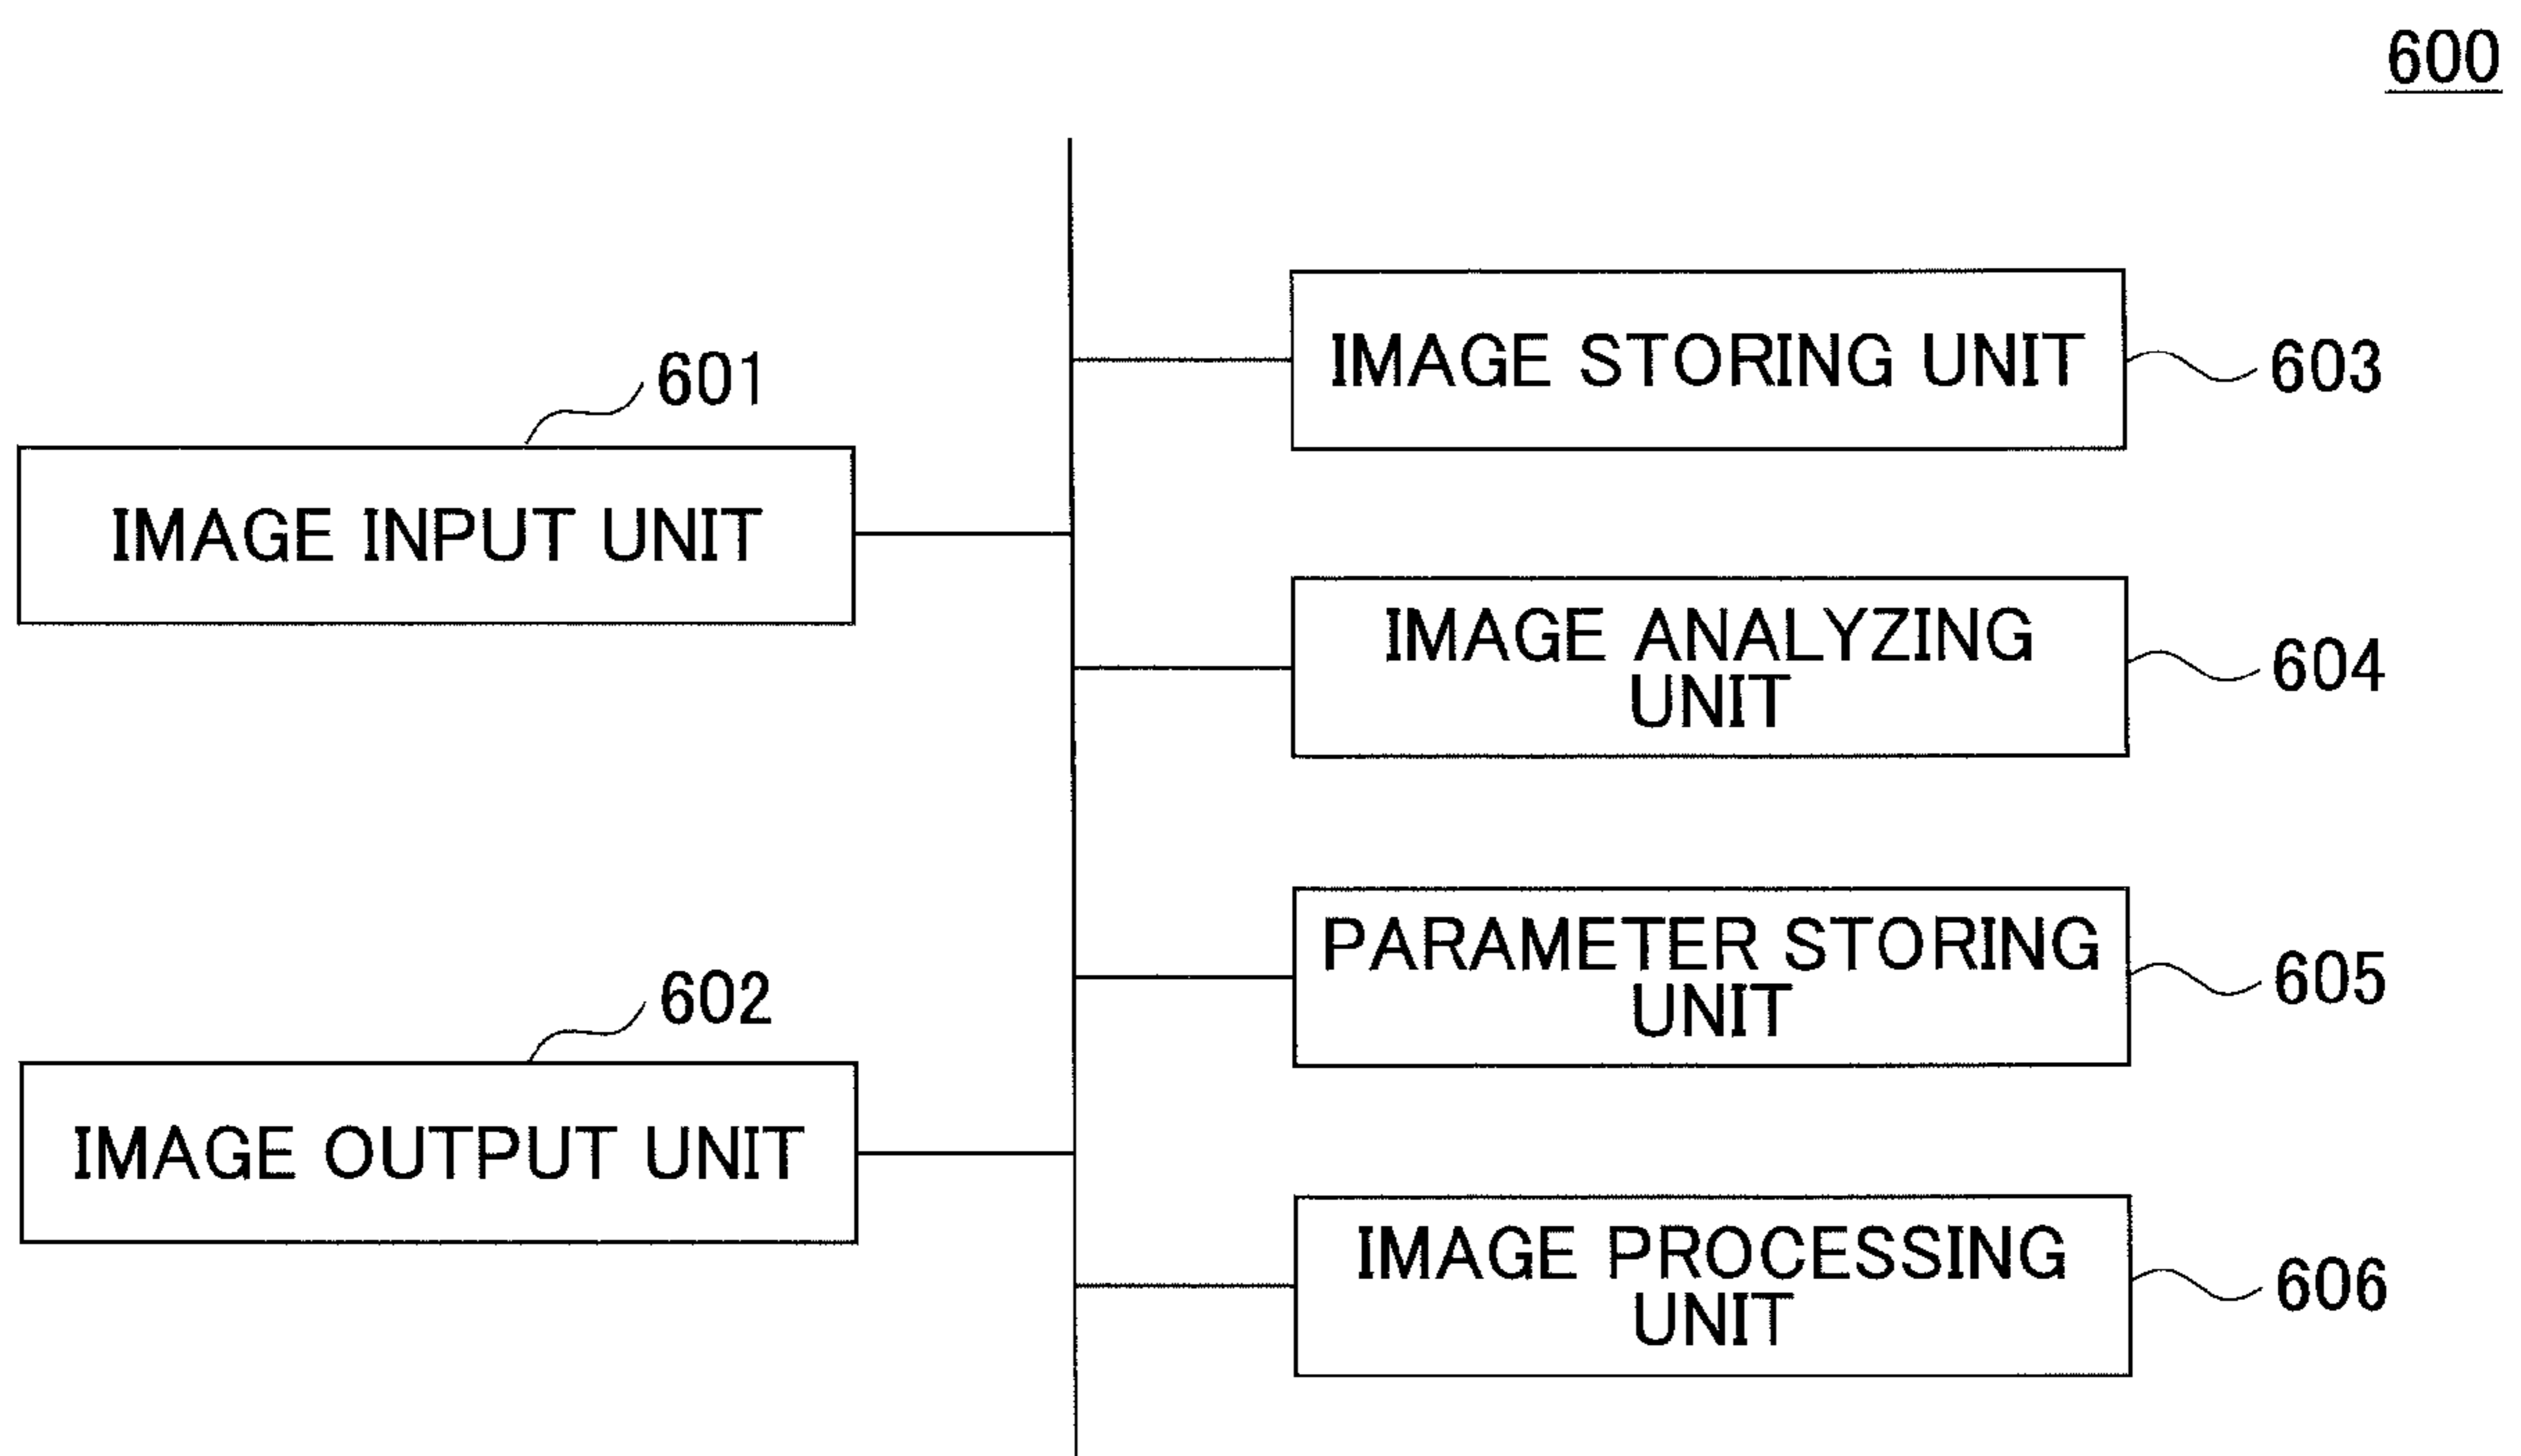 600
601
IMAGE INPUT UNIT
602
IMAGE OUTPUT UNIT
IMAGE STORING UNIT
603
IMAGE ANALYZING
UNIT
604
PARAMETER STORING
UNIT
605
IMAGE PROCESSING
UNIT
606